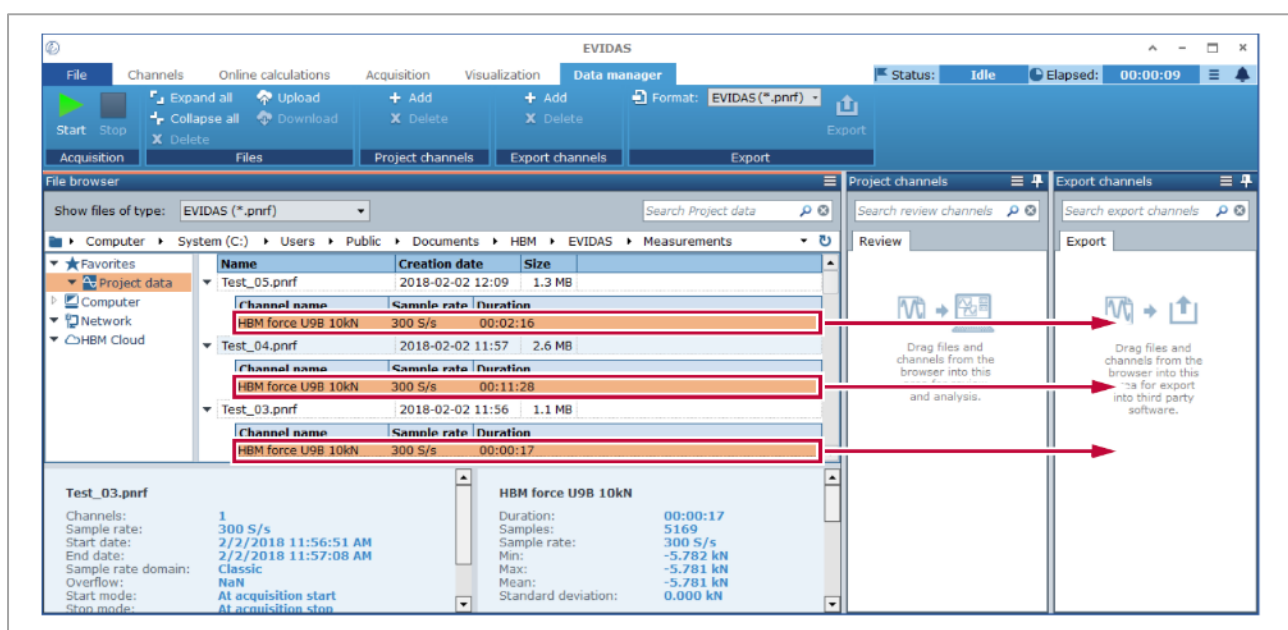 EVIDAS
File Channels Online calculations Acquisition Visualization Data manager Status: Idle Elapsed: 00:00:09
Expand all Upload + Add + Add Format: EVIDAS (*.pnrf)
Collapse all Download X Delete X Delete
Start Stop X Delete Export
Acquisition Files Project channels Export channels Export
File browser Project channels Export channels
Show files of type: EVIDAS (*.pnrf) Search Project data Search review channels Search export channels
Computer System (C:) Users Public Documents HBM EVIDAS Measurements Review Export
Favorites Name Creation date Size
Project data Test_05.pnrf 2018-02-02 12:09 1.3 MB
Computer Channel name Sample rate Duration
Network HBM force U9B 10kN 300 S/s 00:02:16
HBM Cloud Test_04.pnrf 2018-02-02 11:57 2.6 MB
Channel name Sample rate Duration
HBM force U9B 10kN 300 S/s 00:11:28
Test_03.pnrf 2018-02-02 11:56 1.1 MB
Channel name Sample rate Duration
HBM force U9B 10kN 300 S/s 00:00:17
Drag files and
channels from the
browser into this
and analysis.
Drag files and
channels from the
browser into this
for export
into third party
software.
Test_03.pnrf
Channels: 1
Sample rate: 300 S/s
Start date: 2/2/2018 11:56:51 AM
End date: 2/2/2018 11:57:08 AM
Sample rate domain: Classic
Overflow: NaN
Start mode: At acquisition start
Stop mode: At acquisition stop
HBM force U9B 10kN
Duration: 00:00:17
Samples: 5169
Sample rate: 300 S/s
Min: -5.782 kN
Max: -5.781 kN
Mean: -5.781 kN
Standard deviation: 0.000 kN